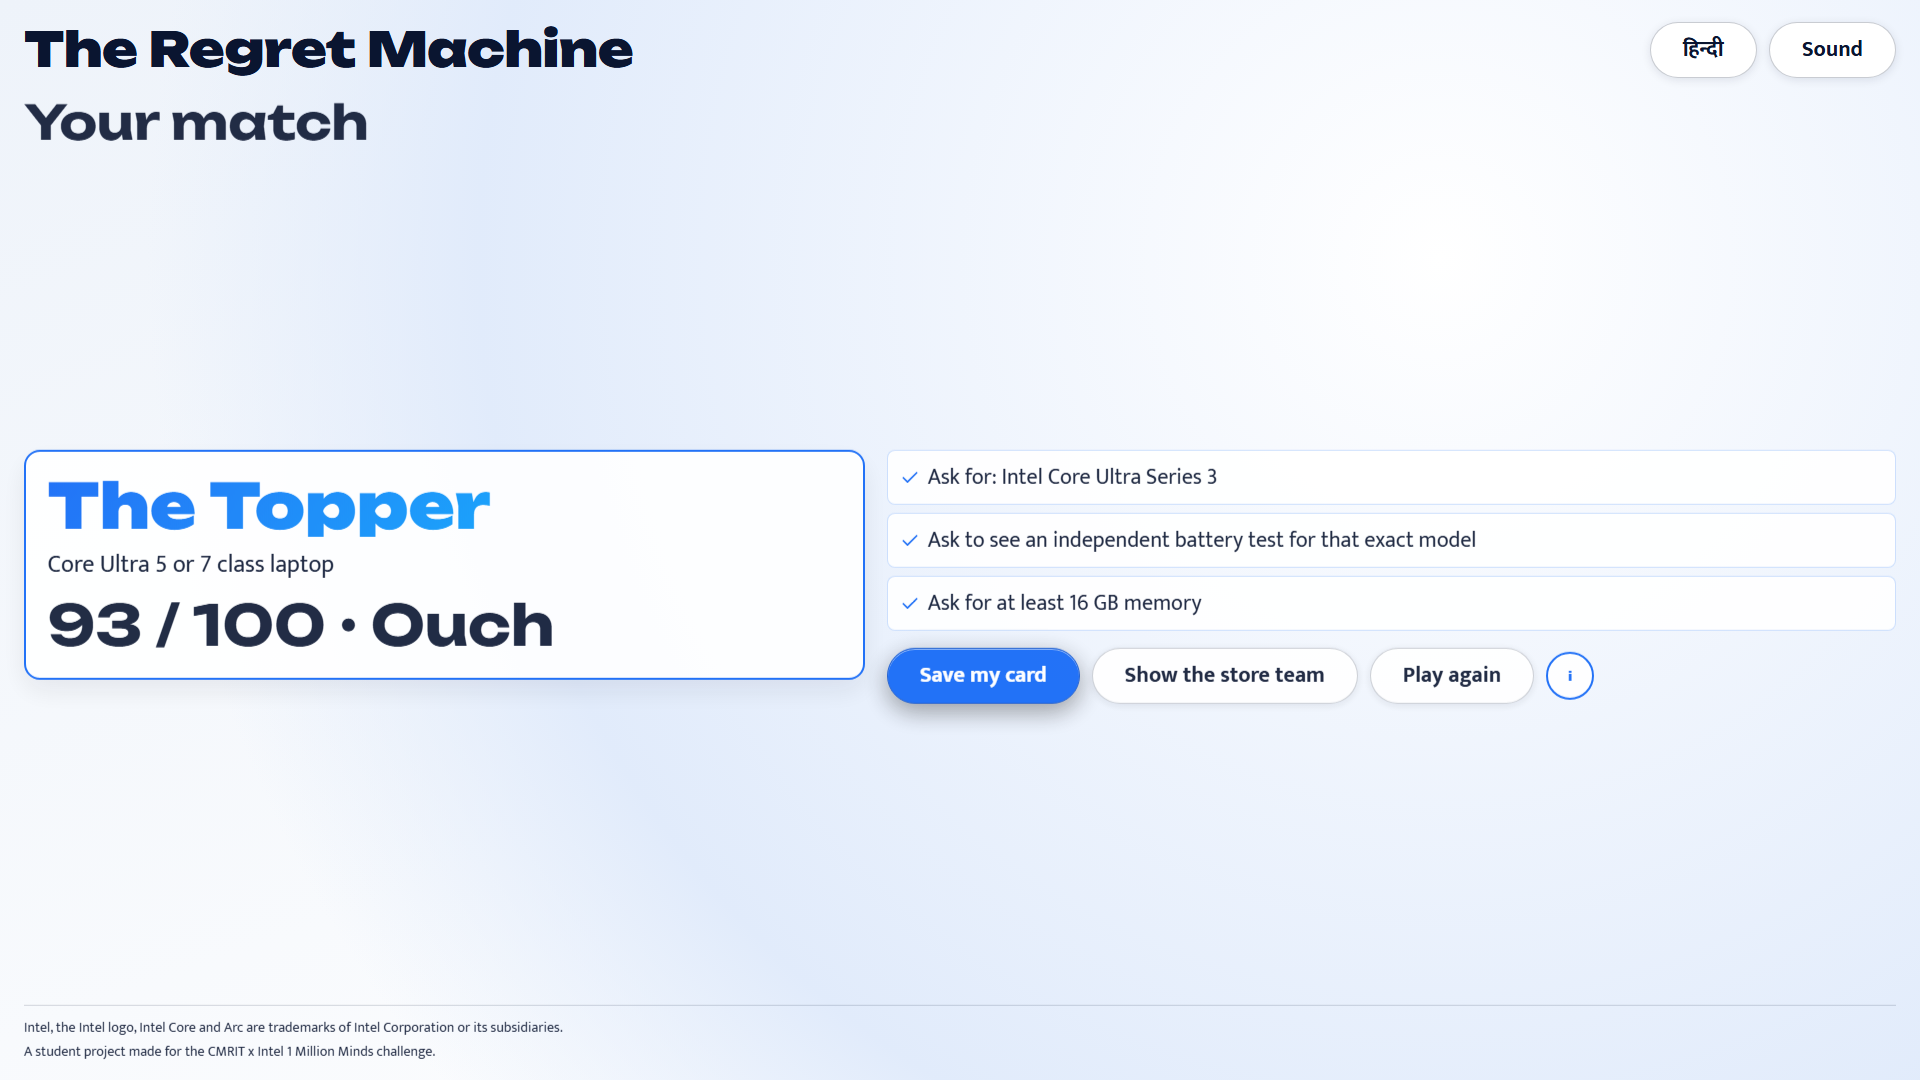 The Regret Machine
हिन्दी
Sound
Your match
The Topper
Core Ultra 5 or 7 class laptop
93 / 100 · Ouch
Ask for: Intel Core Ultra Series 3
Ask to see an independent battery test for that exact model
Ask for at least 16 GB memory
Save my card
Show the store team
Play again
i
Intel, the Intel logo, Intel Core and Arc are trademarks of Intel Corporation or its subsidiaries.
A student project made for the CMRIT x Intel 1 Million Minds challenge.